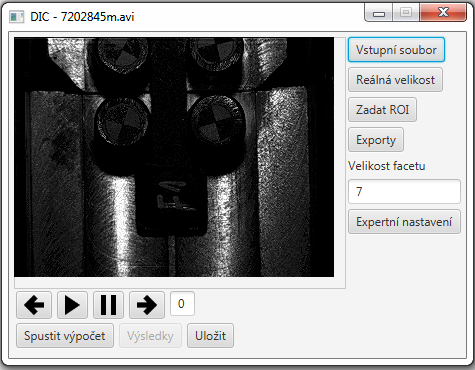 DIC - 7202845m.avi
Vstupní soubor
Reálná velikost
Zadat ROI
Exporty
Velikost facetu
7
Expertní nastavení
0
Spustit výpočet
Výsledky
Uložit